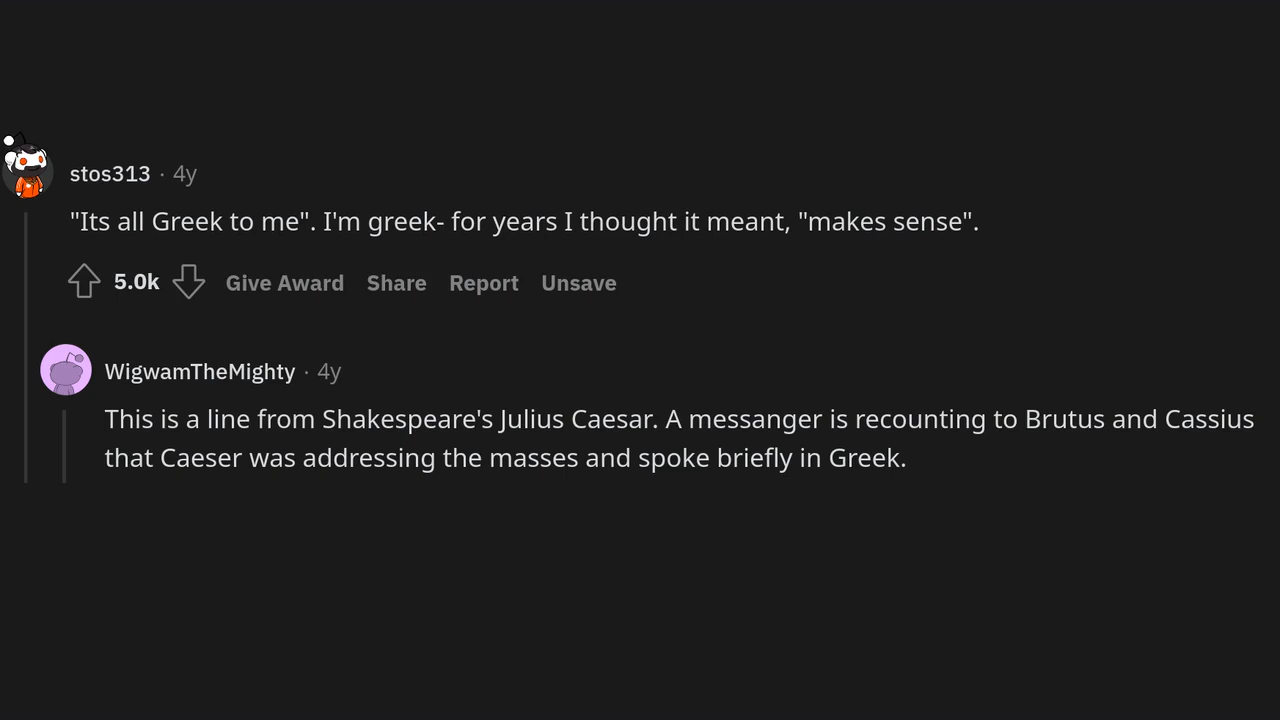 stos313 · 4y
"Its all Greek to me". I'm greek- for years I thought it meant, "makes sense".
5.0k Give Award Share Report Unsave
WigwamTheMighty · 4y
This is a line from Shakespeare's Julius Caesar. A messanger is recounting to Brutus and Cassius
that Caeser was addressing the masses and spoke briefly in Greek.